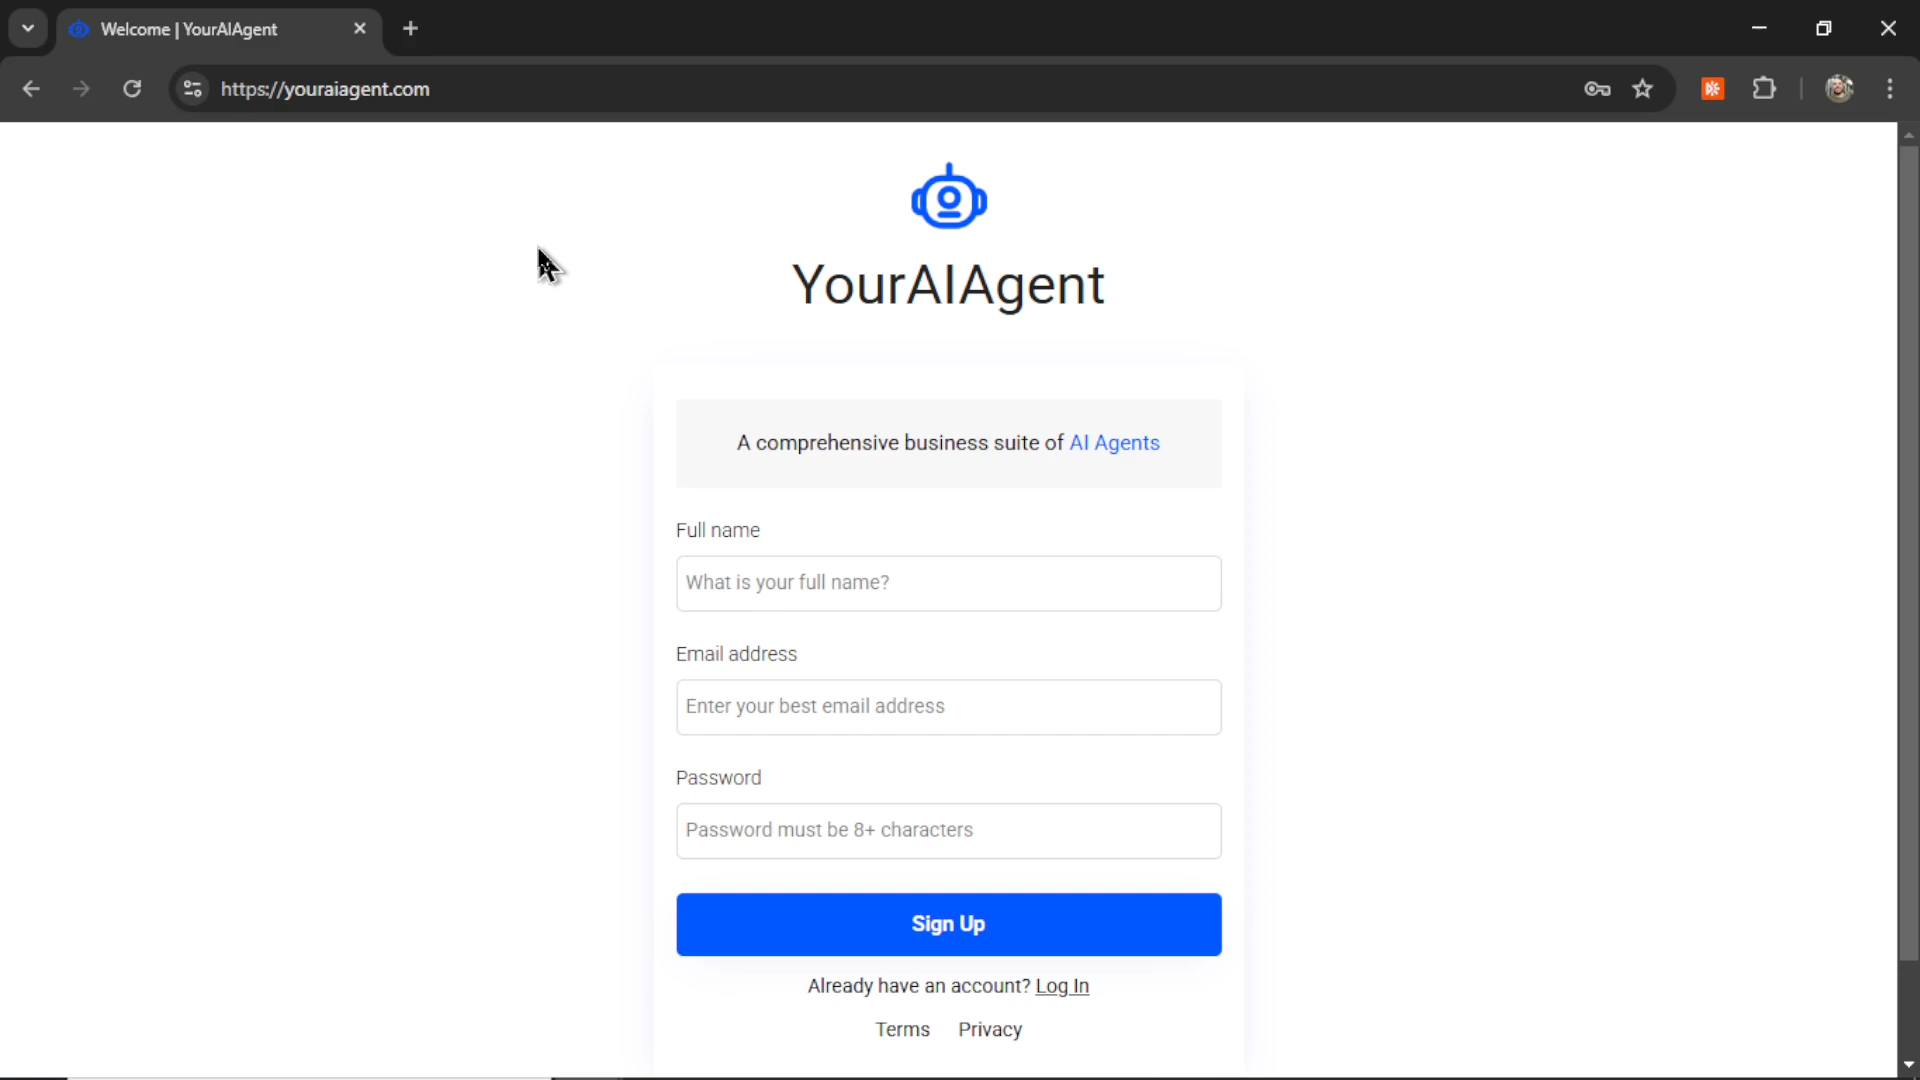 Welcome | YourAIAgent
https://youraiagent.com
YourAIAgent
A comprehensive business suite of AI Agents
Full name
What is your full name?
Email address
Enter your best email address
Password
Password must be 8+ characters
Sign Up
Already have an account? Log In
Terms Privacy